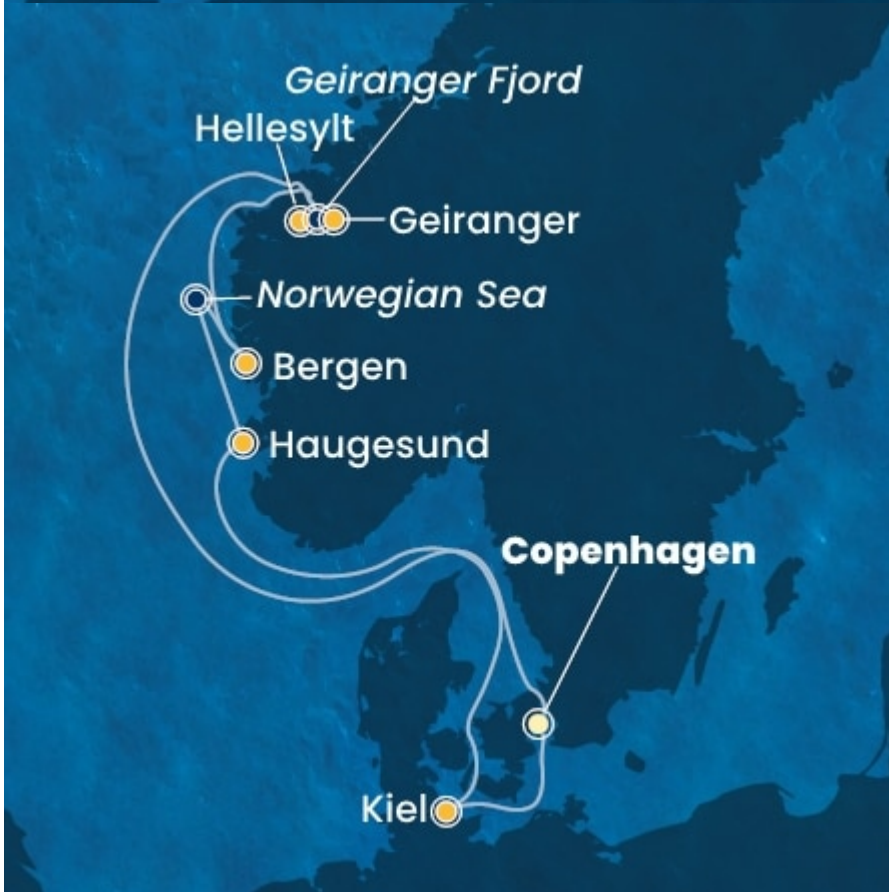 Geiranger Fjord
Hellesylt
Geiranger
Norwegian Sea
Bergen
Haugesund
Copenhagen
Kiel